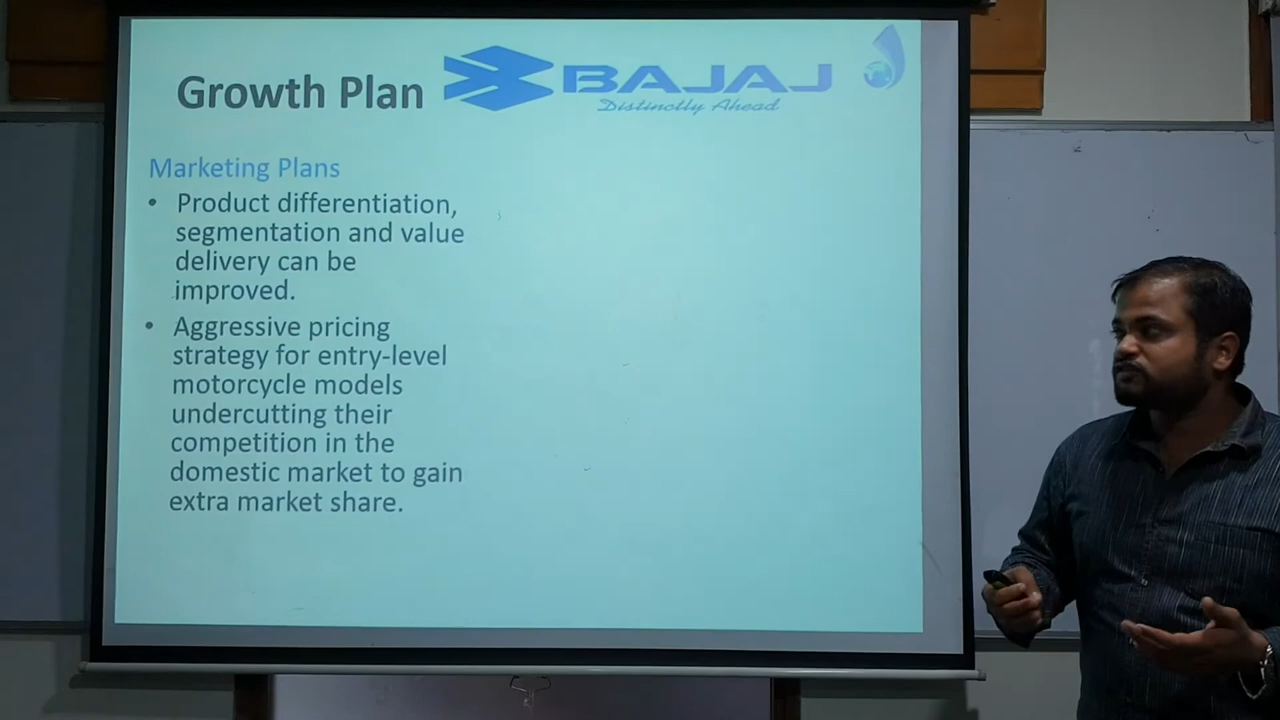 Growth Plan
BAJAJ
Distinctly Ahead
Marketing Plans
• Product differentiation,
segmentation and value
delivery can be
improved.
• Aggressive pricing
strategy for entry-level
motorcycle models
undercutting their
competition in the
domestic market to gain
extra market share.